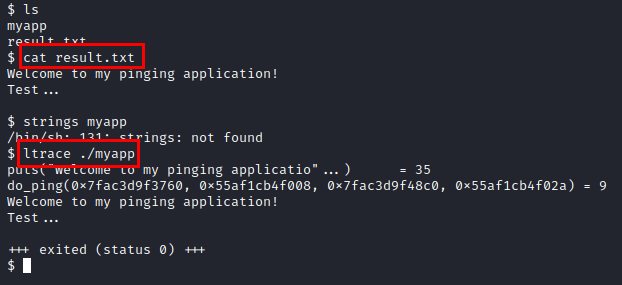 $ ls
myapp
result.txt
$ cat result.txt
Welcome to my pinging application!
Test...
$ strings myapp
/bin/sh: 131: strings: not found
$ ltrace ./myapp
puts("Welcome to my pinging applicatio"...) = 35
do_ping(0×7fac3d9f3760, 0×55af1cb4f008, 0×7fac3d9f48c0, 0×55af1cb4f02a) = 9
Welcome to my pinging application!
Test...
+++ exited (status 0) +++
$